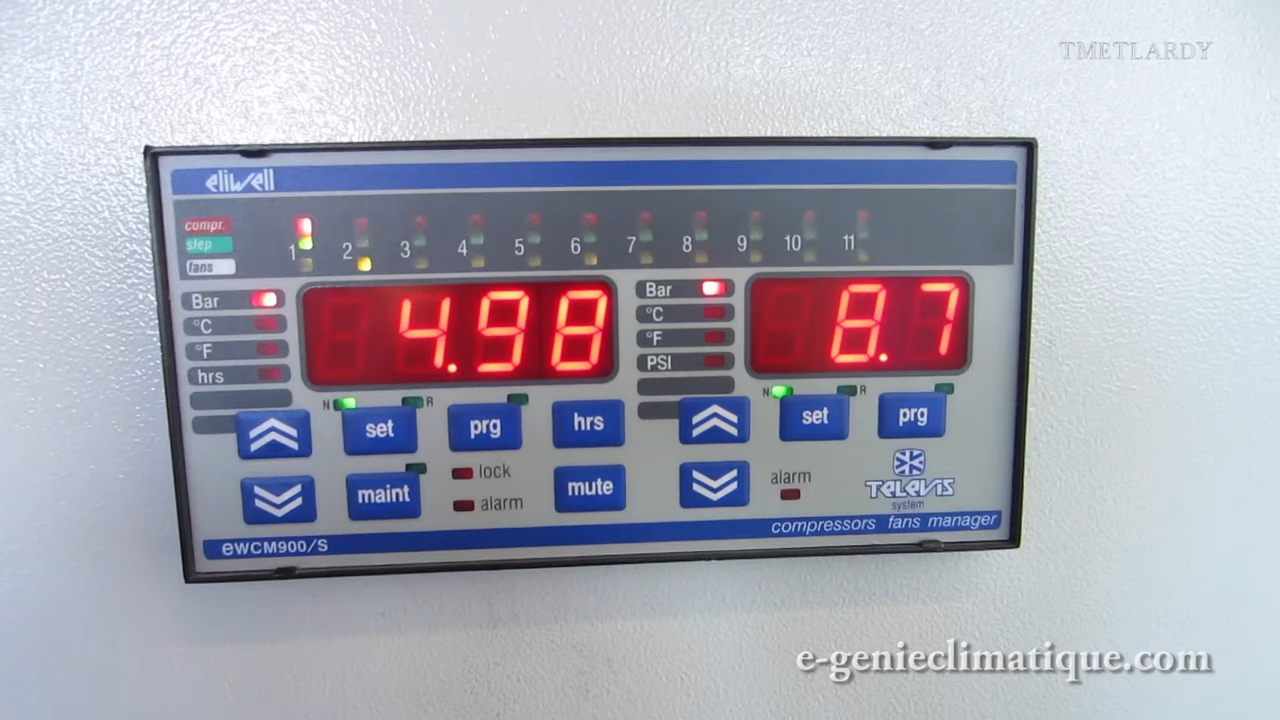 TMETLARDY
eliwell
compr.
step
fans
1 2 3 4 5 6 7 8 9 10 11
Bar
°C
°F
hrs
4.98
Bar
°C
°F
PSI
8.7
N R
set
prg
hrs
N R
set
prg
maint
lock
alarm
mute
alarm
TELEVIS
system
compressors fans manager
eWCM900/S
e-genieclimatique.com